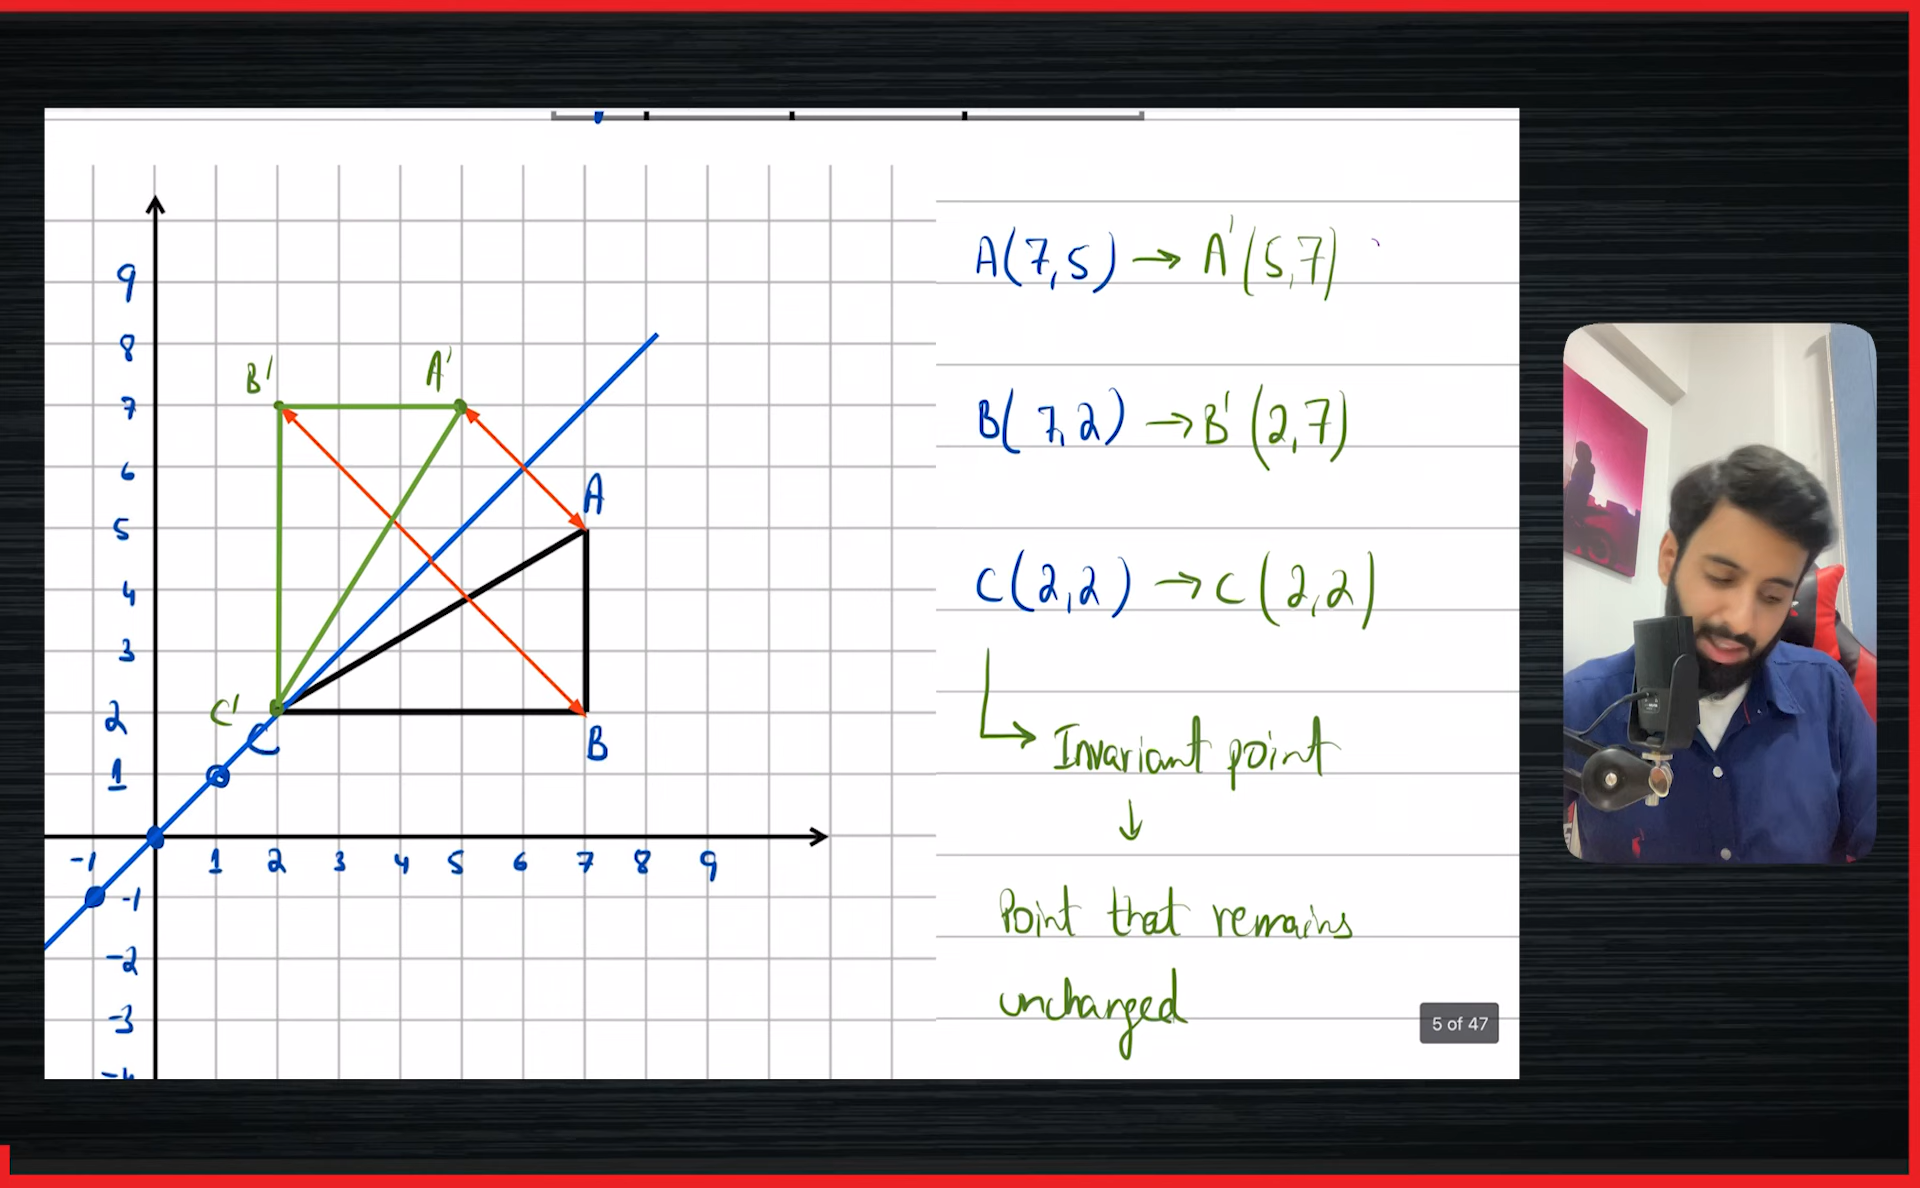 9
8
B' A'
7
6
A
5
4
3
C'
2
C B
1
-1 1 2 3 4 5 6 7 8 9
-1
-2
-3
-4
A(7,5) → A'(5,7)
B(7,2) → B'(2,7)
C(2,2) → C(2,2)
Invariant point
↓
Point that remains
unchanged
5 of 47